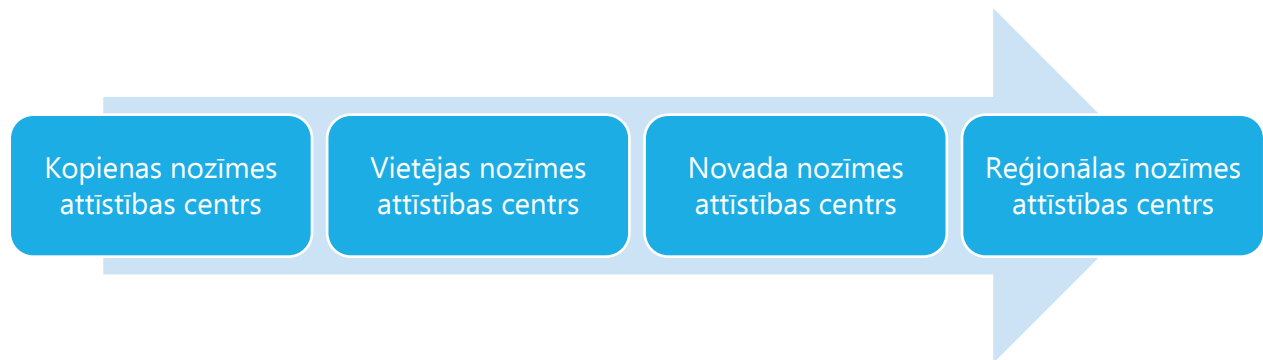 Kopienas nozīmes
attīstības centrs
Vietējas nozīmes
attīstības centrs
Novada nozīmes
attīstības centrs
Reģionālas nozīmes
attīstības centrs